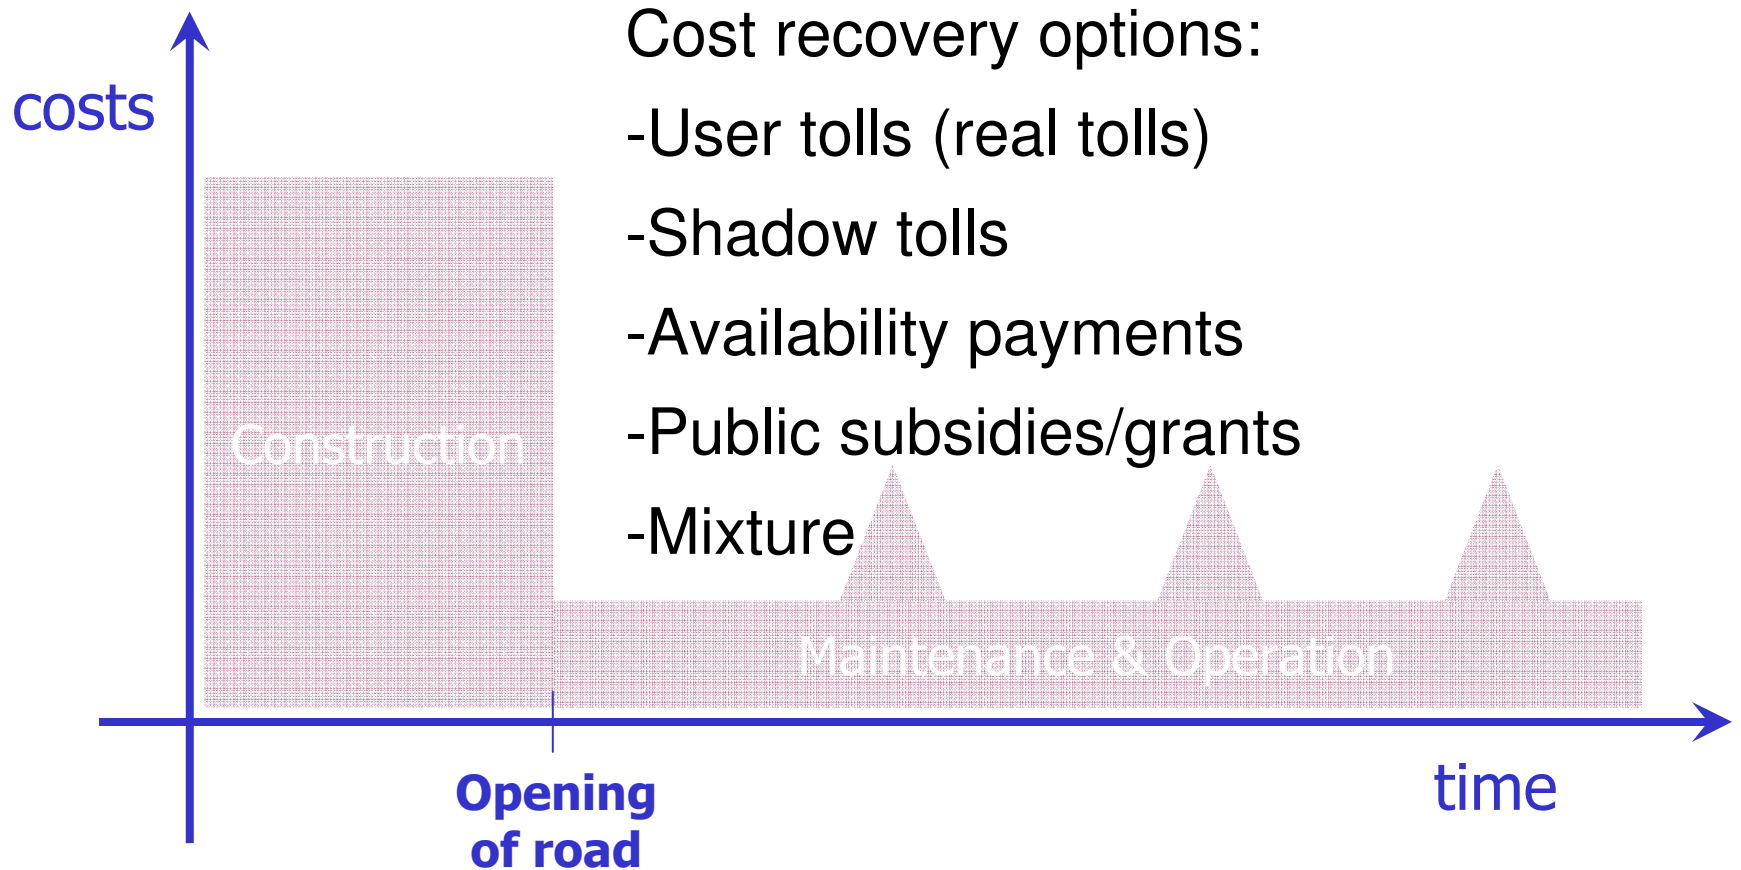 Cost recovery options:
costs
-User tolls (real tolls)
-Shadow tolls
-Availability payments
-Public subsidies/grants
Construction
-Mixture
Maintenance & Operation
Opening
of road
time